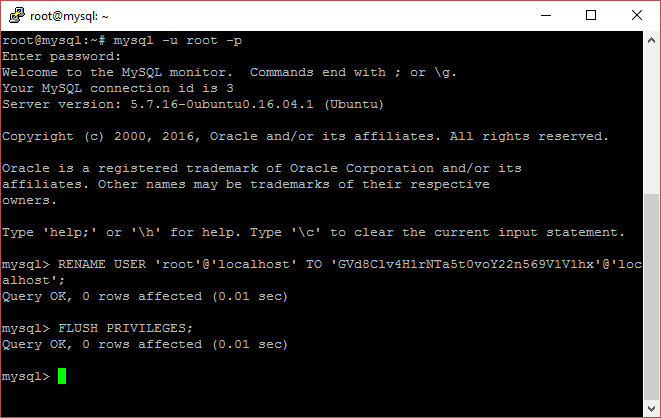 root@mysql: ~
root@mysql:~# mysql -u root -p
Enter password:
Welcome to the MySQL monitor.  Commands end with ; or \g.
Your MySQL connection id is 3
Server version: 5.7.16-0ubuntu0.16.04.1 (Ubuntu)
Copyright (c) 2000, 2016, Oracle and/or its affiliates. All rights reserved.
Oracle is a registered trademark of Oracle Corporation and/or its
affiliates. Other names may be trademarks of their respective
owners.
Type 'help;' or '\h' for help. Type '\c' to clear the current input statement.
mysql> RENAME USER 'root'@'localhost' TO 'GVd8Clv4H1rNTa5t0voY22n569V1V1hx'@'loc
alhost';
Query OK, 0 rows affected (0.01 sec)
mysql> FLUSH PRIVILEGES;
Query OK, 0 rows affected (0.01 sec)
mysql>